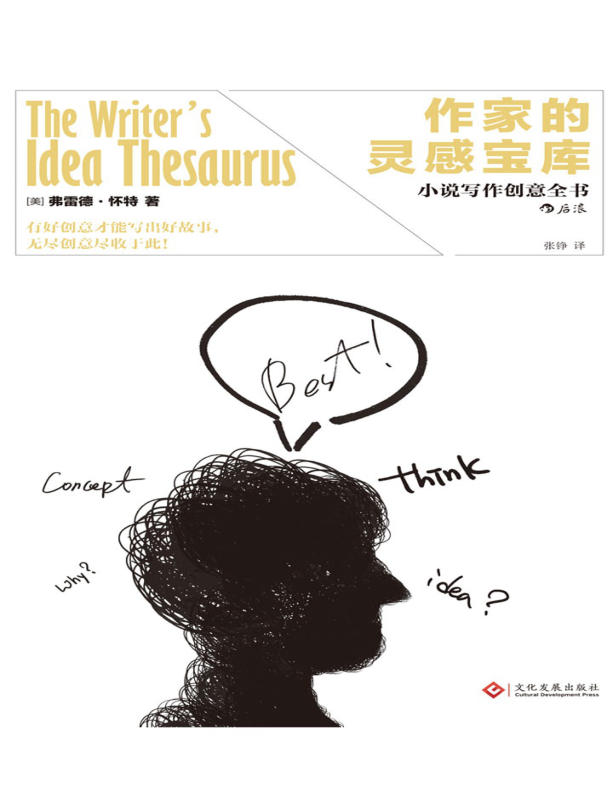 The Writer's
Idea Thesaurus
[美] 弗雷德·怀特 著
有好创意才能写出好故事，
无尽创意尽收于此！
作家的
灵感宝库
小说写作创意全书
后浪
张铮 译
Best!
Concept
think
why?
idea?
文化发展出版社
Cultural Development Press